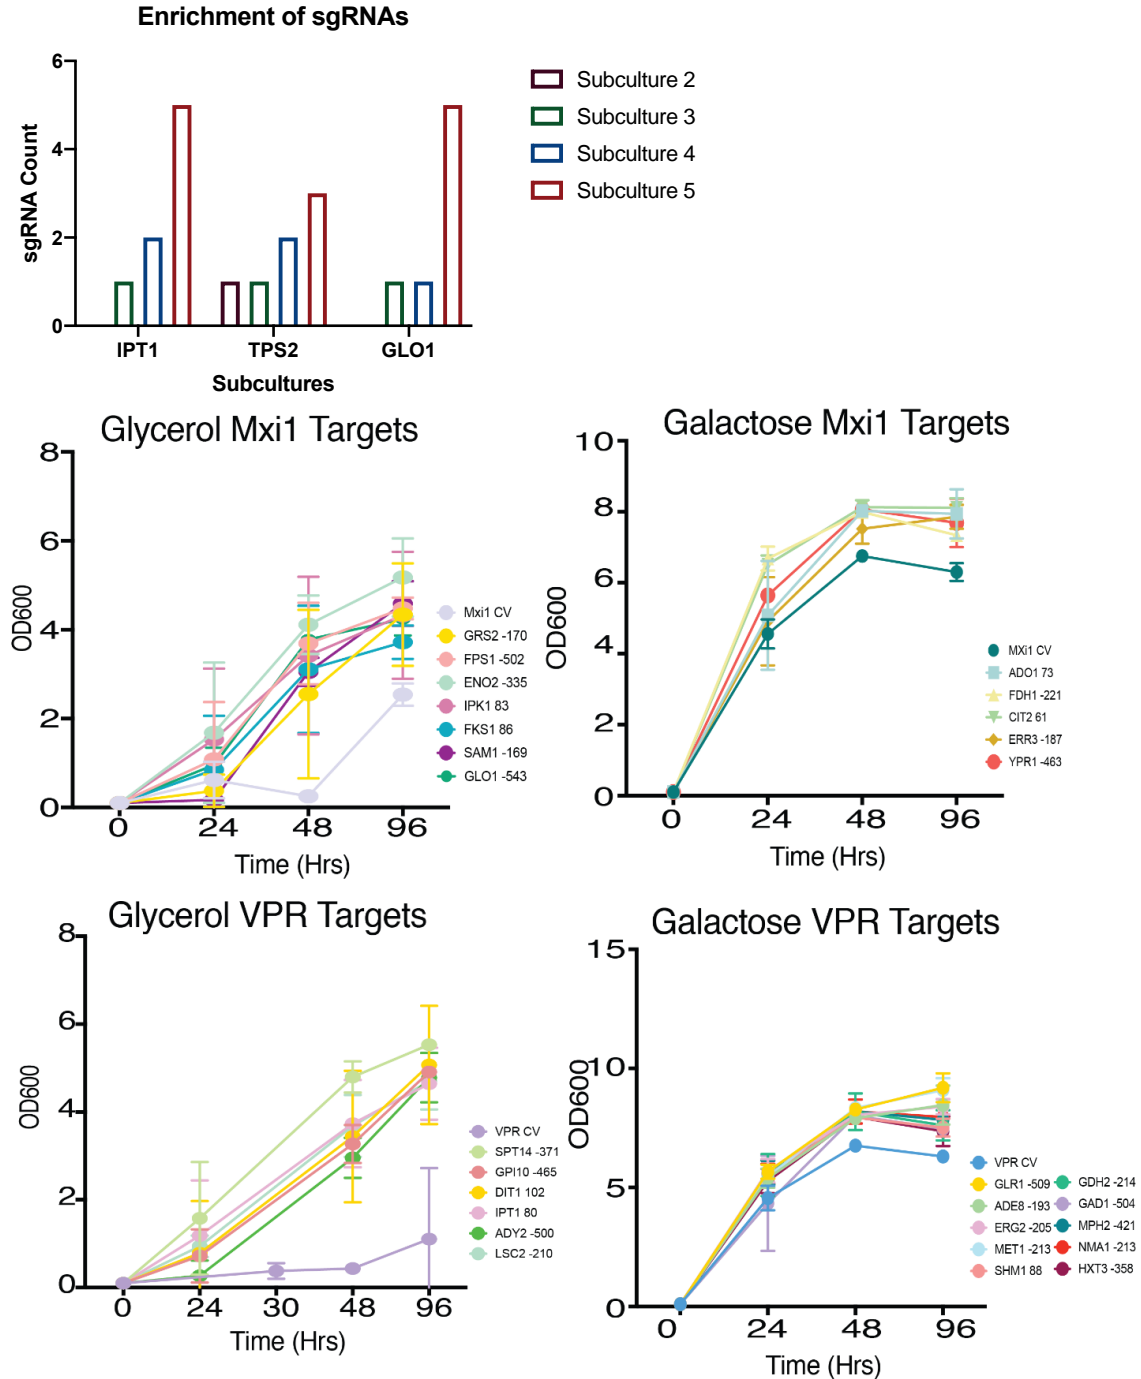 Enrichment of sgRNAs
6
4
2
0
sgRNA Count
IPT1 TPS2 GLO1
Subcultures
Subculture 2
Subculture 3
Subculture 4
Subculture 5
Glycerol Mxi1 Targets
8
6
4
2
0
OD600
0 24 48 96
Time (Hrs)
Mxi1 CV
GRS2 -170
FPS1 -502
ENO2 -335
IPK1 83
FKS1 86
SAM1 -169
GLO1 -543
Galactose Mxi1 Targets
10
8
6
4
2
0
OD600
0 24 48 96
Time (Hrs)
MXi1 CV
ADO1 73
FDH1 -221
CIT2 61
ERR3 -187
YPR1 -463
Glycerol VPR Targets
8
6
4
2
0
OD600
0 24 30 48 96
Time (Hrs)
VPR CV
SPT14 -371
GPI10 -465
DIT1 102
IPT1 80
ADY2 -500
LSC2 -210
Galactose VPR Targets
15
10
5
0
OD600
0 24 48 96
Time (Hrs)
VPR CV
GLR1 -509
ADE8 -193
ERG2 -205
MET1 -213
SHM1 88
GDH2 -214
GAD1 -504
MPH2 -421
NMA1 -213
HXT3 -358